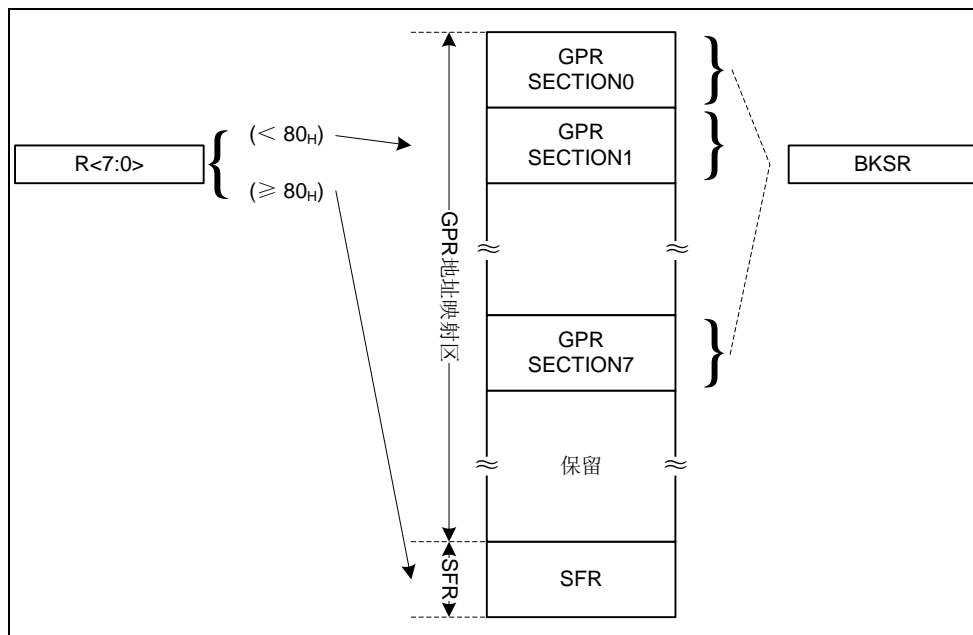 GPR
SECTION0
(< 80H)
GPR
SECTION1
R<7:0>
BKSR
(≥ 80H)
GPR地址映射区
GPR
SECTION7
保留
SFR
SFR